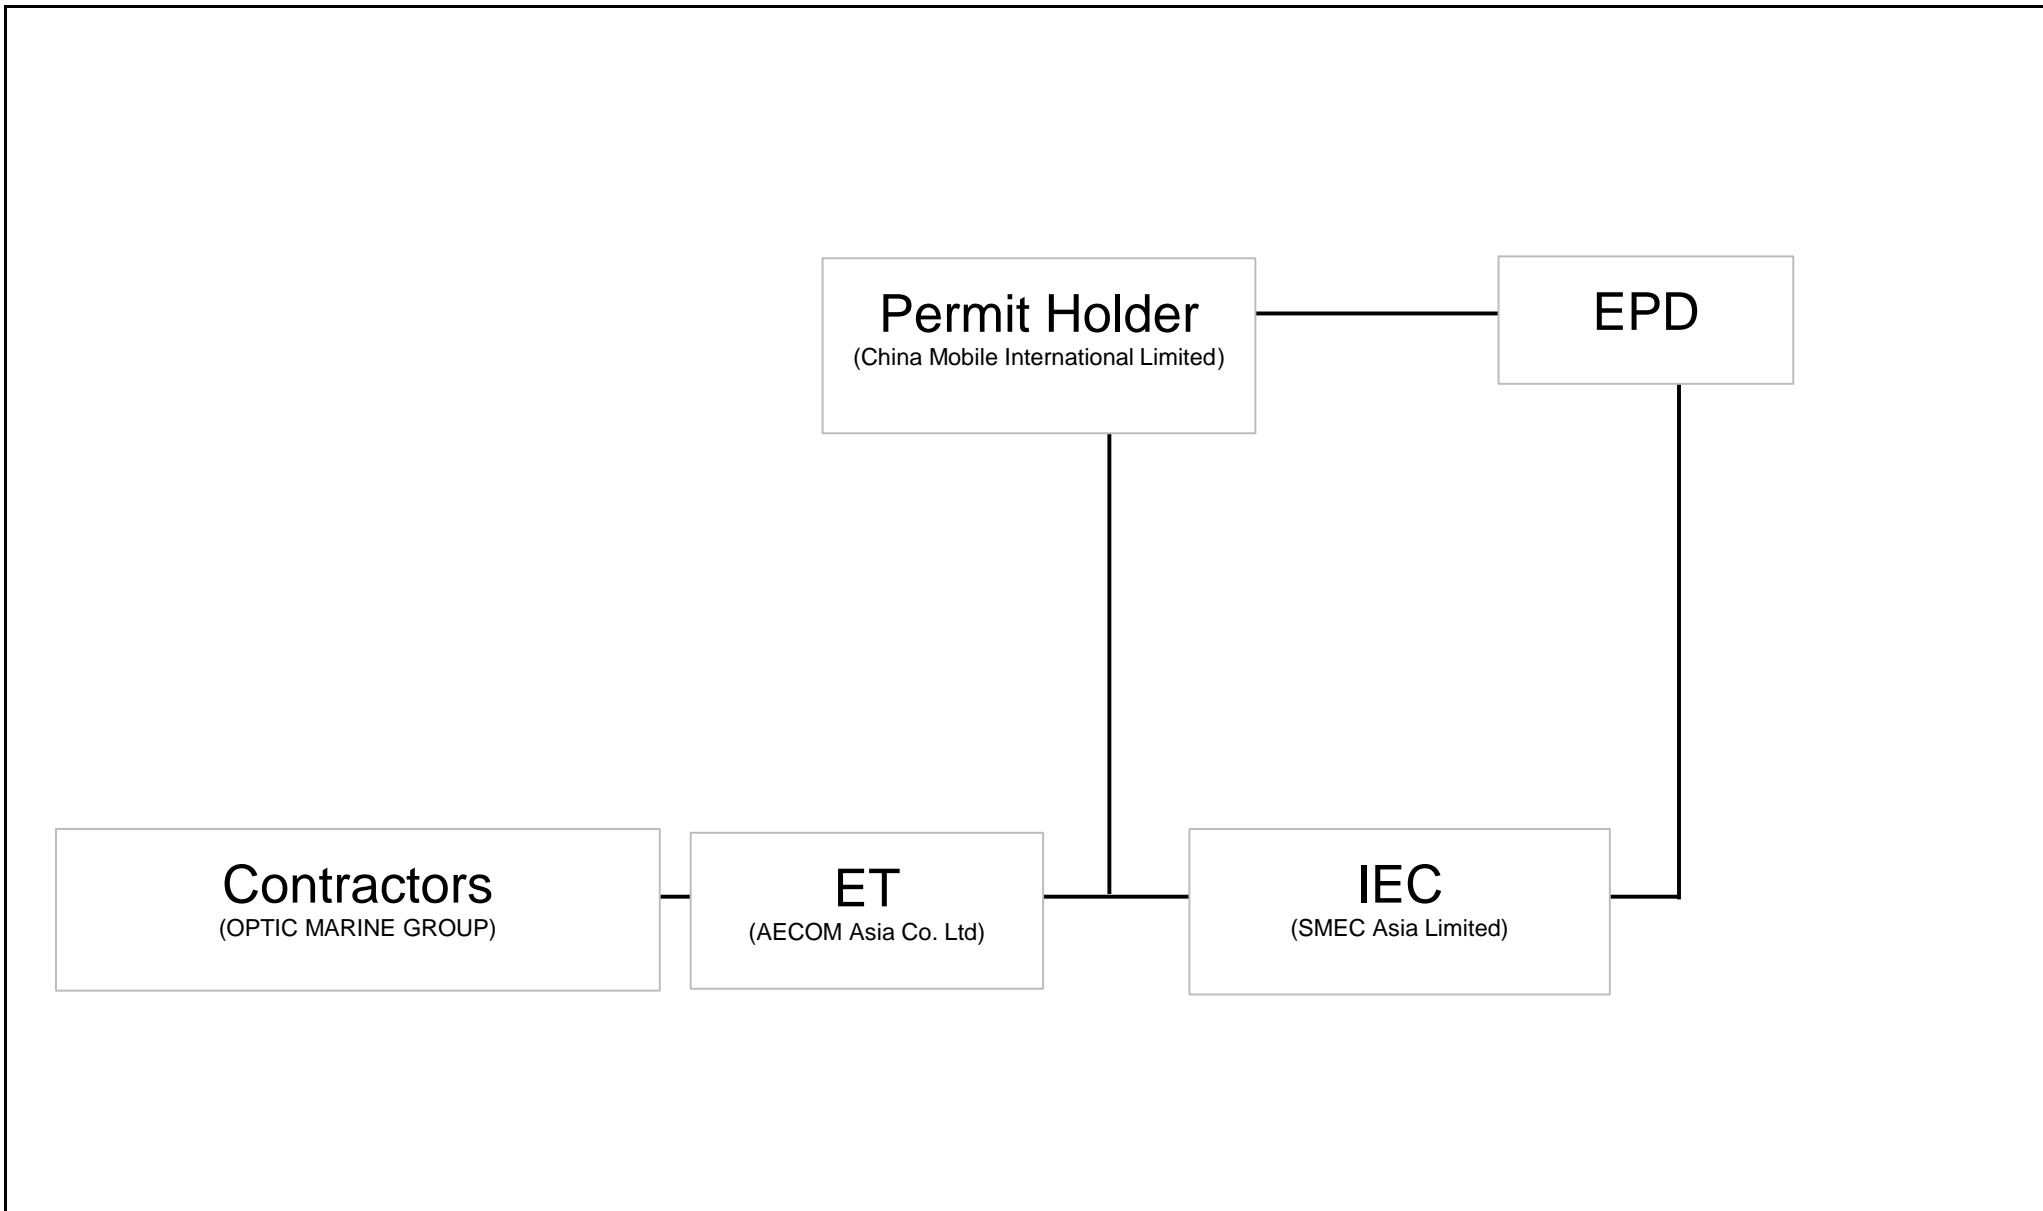 Permit Holder
(China Mobile International Limited)
EPD
Contractors
(OPTIC MARINE GROUP)
ET
(AECOM Asia Co. Ltd)
IEC
(SMEC Asia Limited)